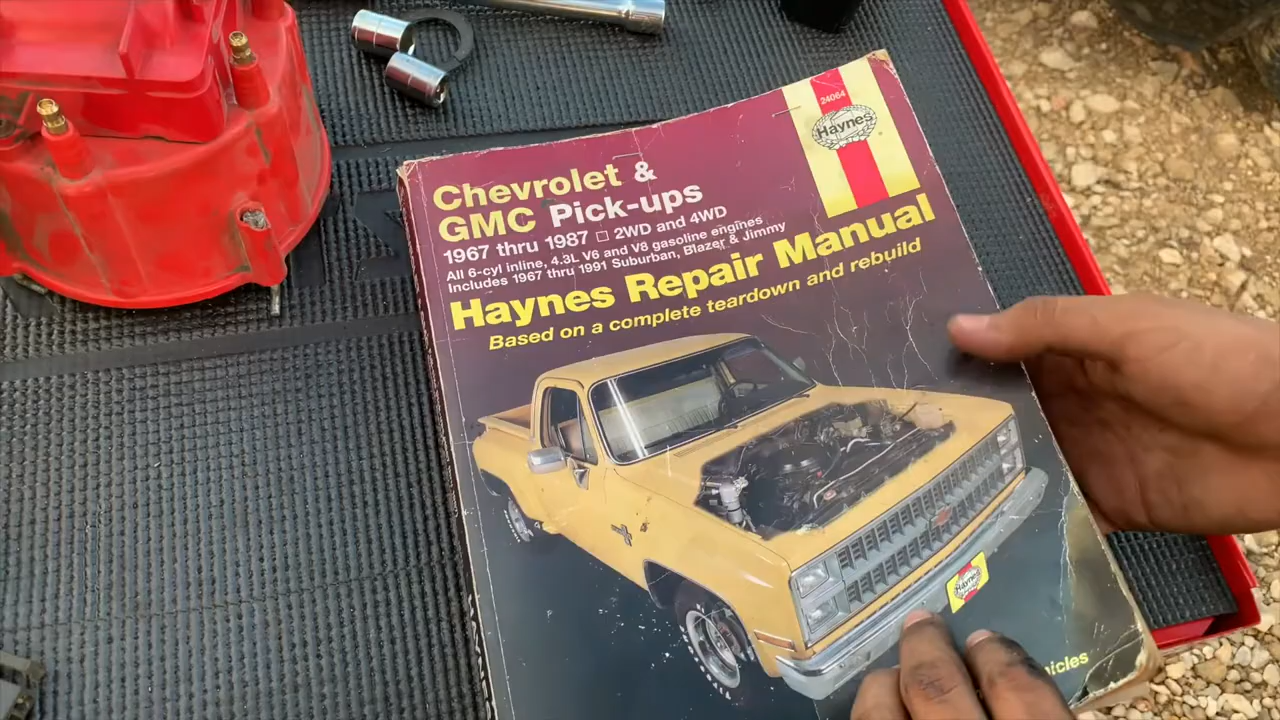 24064
Haynes
Chevrolet &
GMC Pick-ups
1967 thru 1987 □ 2WD and 4WD
All 6-cyl inline, 4.3L V6 and V8 gasoline engines
Includes 1967 thru 1991 Suburban, Blazer & Jimmy
Haynes Repair Manual
Based on a complete teardown and rebuild
Haynes